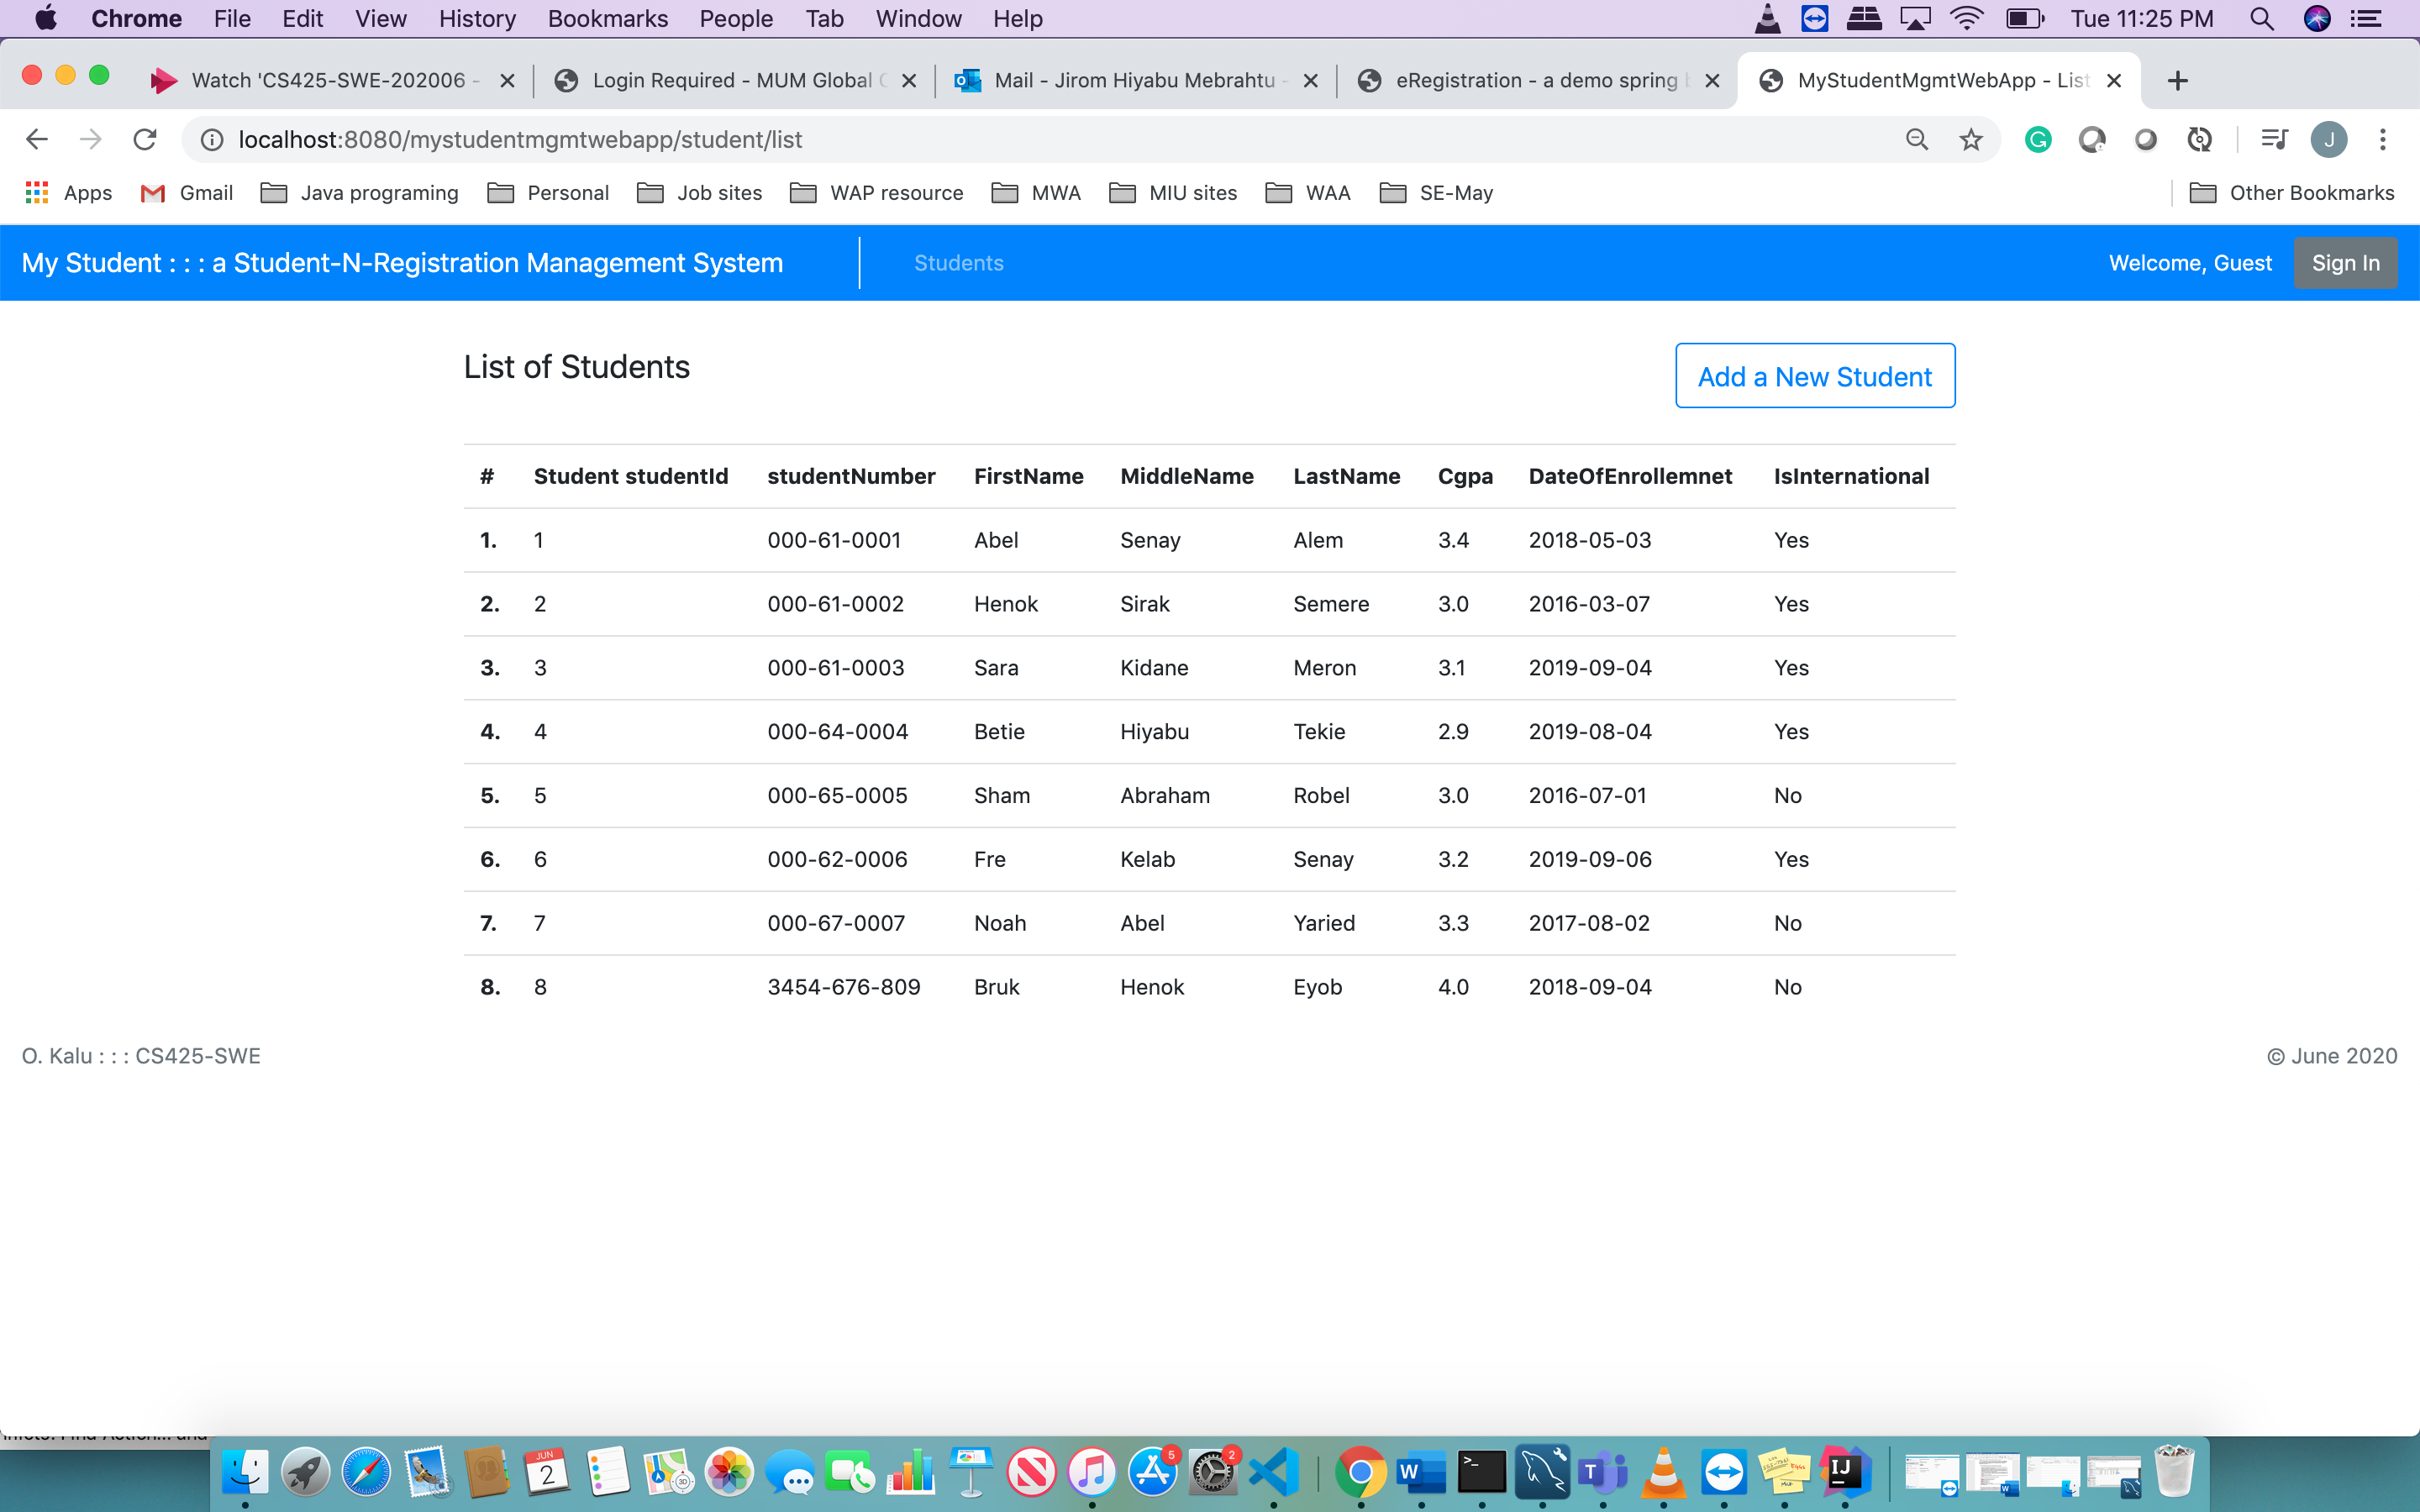 Chrome File Edit View History Bookmarks People Tab Window Help Tue 11:25 PM
Watch 'CS425-SWE-202006 - Login Required - MUM Global Mail - Jirom Hiyabu Mebrahtu - eRegistration - a demo spring MyStudentMgmtWebApp - List
localhost:8080/mystudentmgmtwebapp/student/list J
Apps Gmail Java programing Personal Job sites WAP resource MWA MIU sites WAA SE-May Other Bookmarks
My Student : : : a Student-N-Registration Management System Students Welcome, Guest Sign In
List of Students Add a New Student
# Student studentId studentNumber FirstName MiddleName LastName Cgpa DateOfEnrollemnet IsInternational
1. 1 000-61-0001 Abel Senay Alem 3.4 2018-05-03 Yes
2. 2 000-61-0002 Henok Sirak Semere 3.0 2016-03-07 Yes
3. 3 000-61-0003 Sara Kidane Meron 3.1 2019-09-04 Yes
4. 4 000-64-0004 Betie Hiyabu Tekie 2.9 2019-08-04 Yes
5. 5 000-65-0005 Sham Abraham Robel 3.0 2016-07-01 No
6. 6 000-62-0006 Fre Kelab Senay 3.2 2019-09-06 Yes
7. 7 000-67-0007 Noah Abel Yaried 3.3 2017-08-02 No
8. 8 3454-676-809 Bruk Henok Eyob 4.0 2018-09-04 No
O. Kalu : : : CS425-SWE © June 2020
JUN 5 2
2 W >_ T IJ